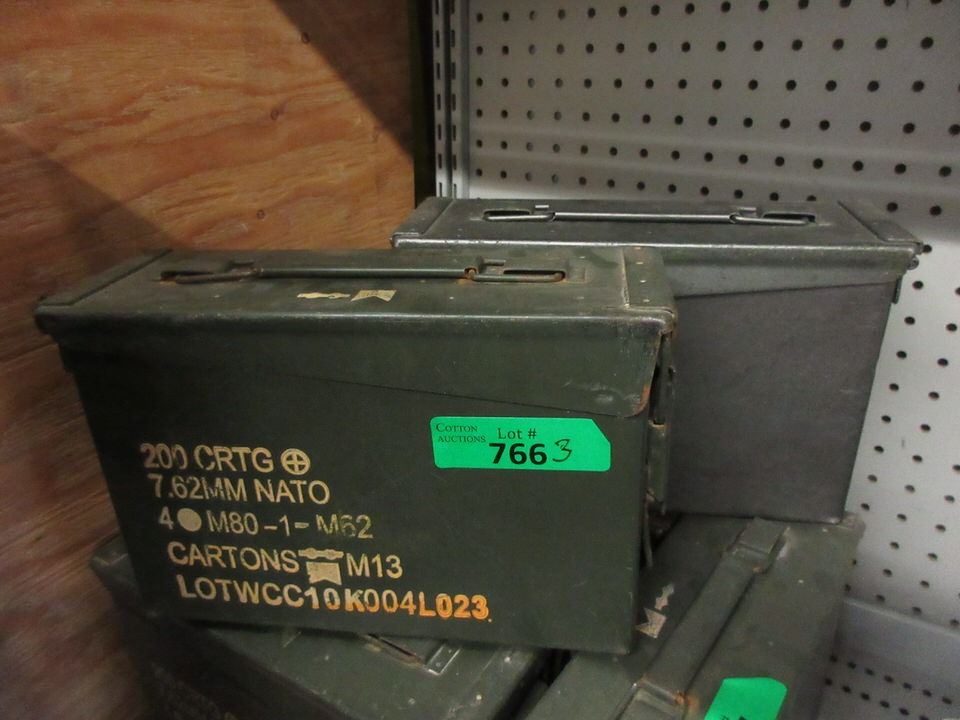 200 CRTG ⊕
7.62MM NATO
4 ● M80-1-M62
CARTONS M13
LOTWCC10K004L023
COTTON AUCTIONS
Lot #
7663